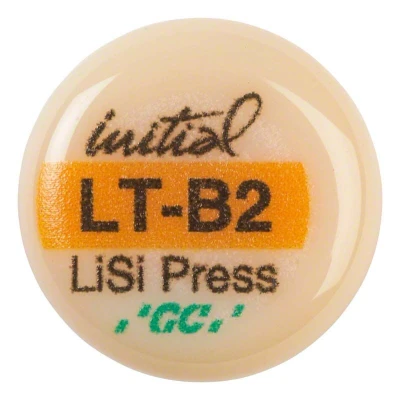 initial
LT-B2
LiSi Press
GC